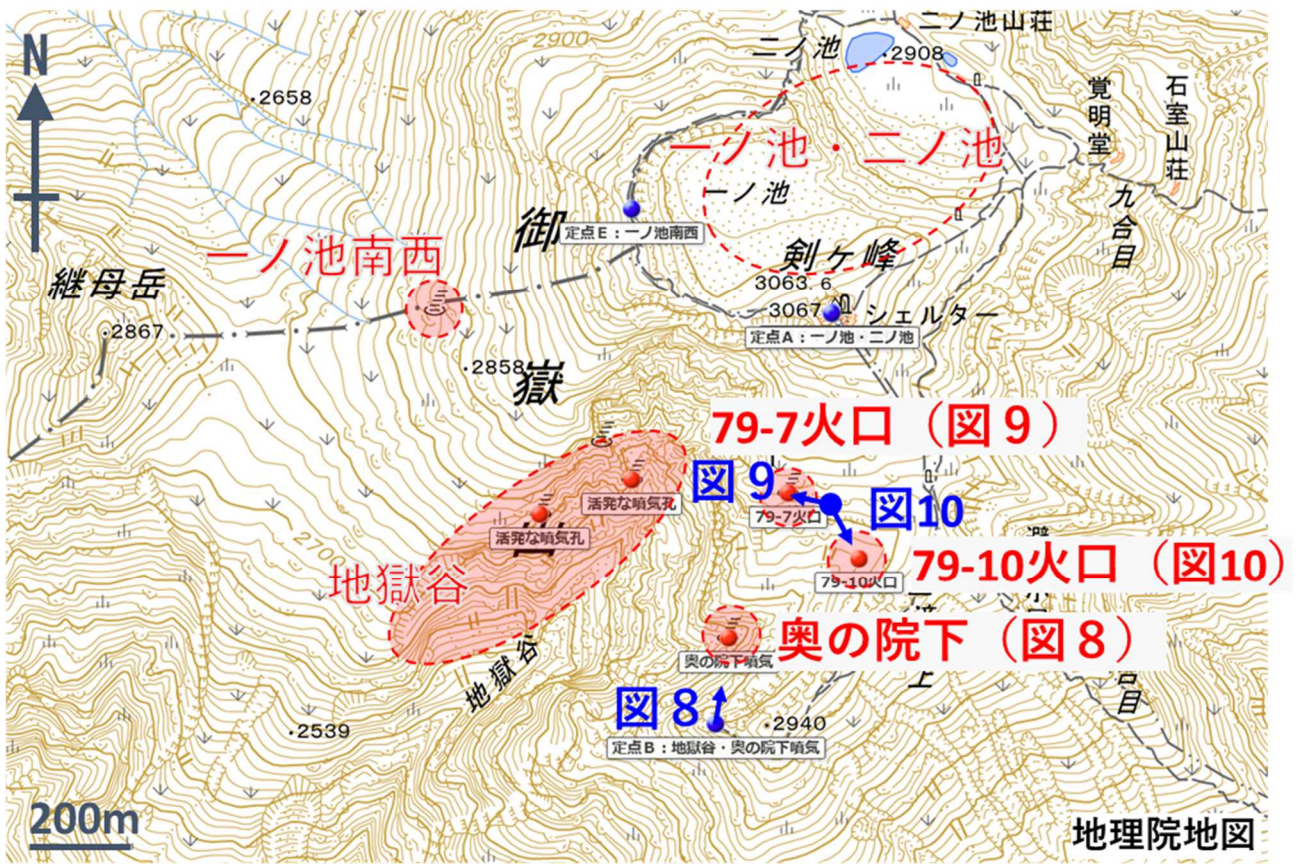 N
2900
二ノ池山荘
二ノ池
2908
2658
覚明堂
石室山荘
一ノ池・二ノ池
一ノ池
九合目
定点E：一ノ池南西
御
嶽
一ノ池南西
剣ヶ峰
継母岳
3063.6
3067
シェルター
2867
定点A：一ノ池・二ノ池
2858
79-7火口（図９）
図９
活発な噴気孔
79-7火口
図10
活発な噴気孔
79-10火口（図10）
79-10火口
地獄谷
奥の院下（図８）
奥の院下噴気
地獄谷
上
合目
図８
2940
2539
定点B：地獄谷・奥の院下噴気
200m
地理院地図